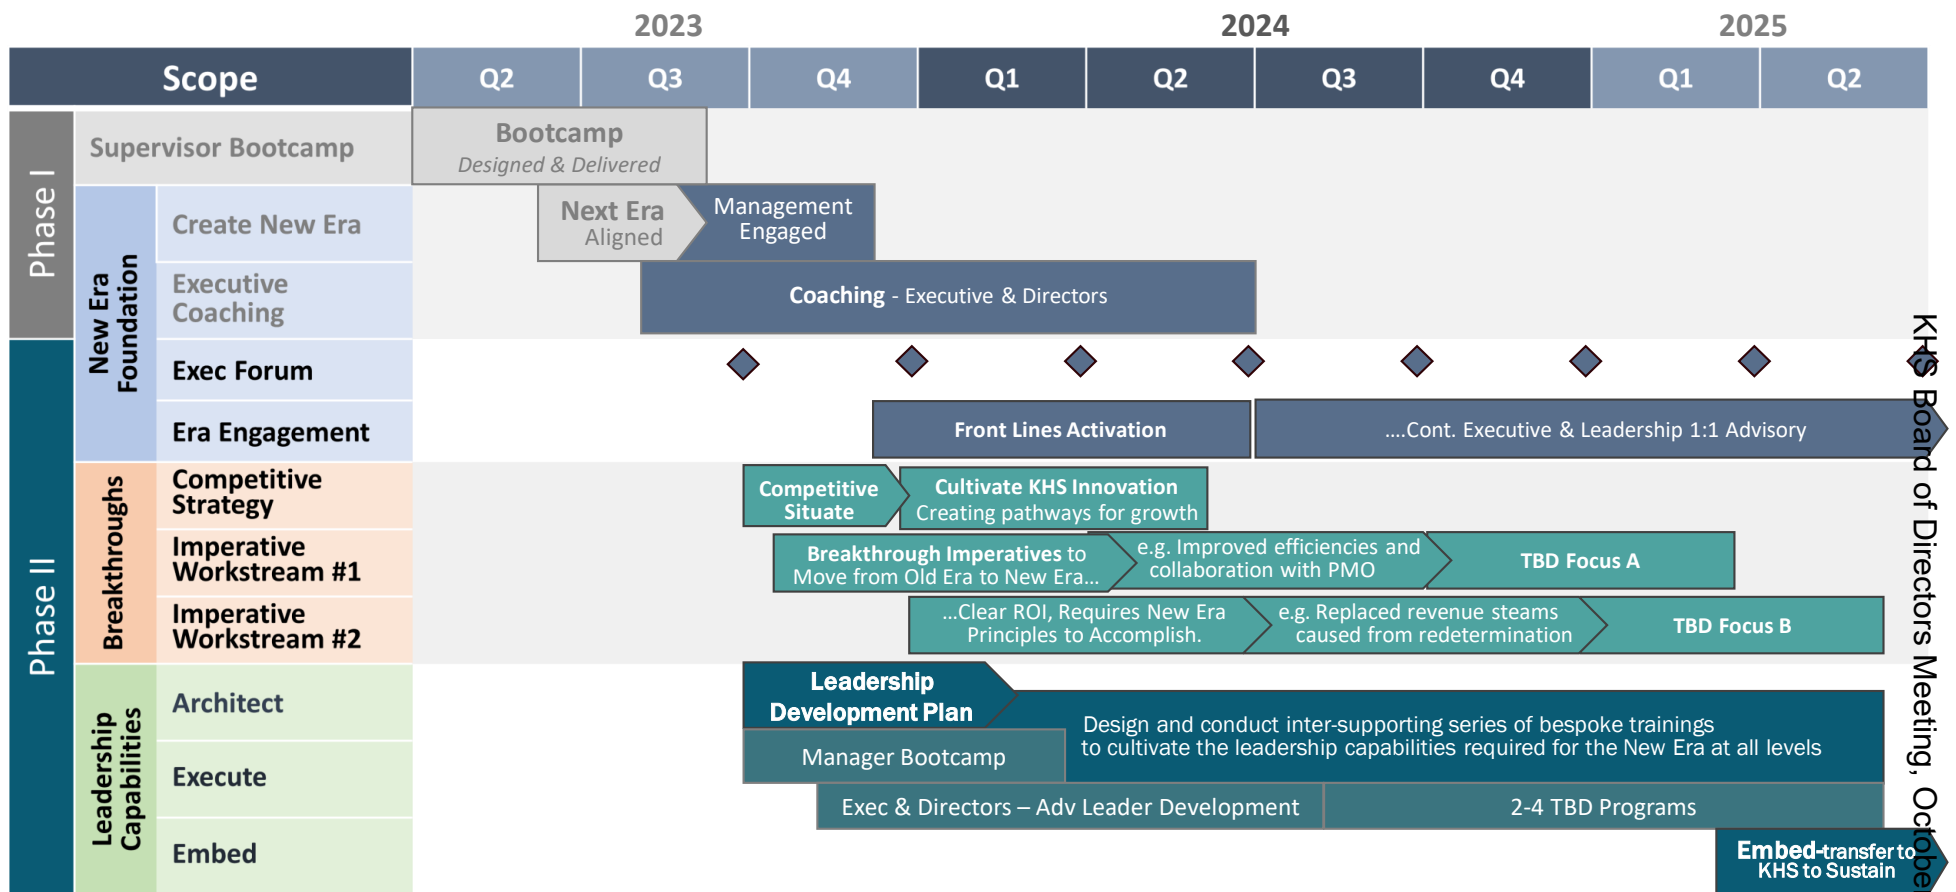 2023 2024 2025
Scope Q2 Q3 Q4 Q1 Q2 Q3 Q4 Q1 Q2
Phase I
Supervisor Bootcamp
Bootcamp
Designed & Delivered
New Era
Foundation
Create New Era
Next Era
Aligned
Management
Engaged
Executive
Coaching
Coaching - Executive & Directors
Phase II
Exec Forum
Era Engagement
Front Lines Activation
....Cont. Executive & Leadership 1:1 Advisory
Breakthroughs
Competitive
Strategy
Competitive
Situate
Cultivate KHS Innovation
Creating pathways for growth
Imperative
Workstream #1
Breakthrough Imperatives to
Move from Old Era to New Era...
e.g. Improved efficiencies and
collaboration with PMO
TBD Focus A
Imperative
Workstream #2
...Clear ROI, Requires New Era
Principles to Accomplish.
e.g. Replaced revenue steams
caused from redetermination
TBD Focus B
Leadership
Capabilities
Architect
Leadership
Development Plan
Design and conduct inter-supporting series of bespoke trainings
to cultivate the leadership capabilities required for the New Era at all levels
Execute
Manager Bootcamp
Exec & Directors – Adv Leader Development
2-4 TBD Programs
Embed
Embed-transfer to
KHS to Sustain
KHS Board of Directors Meeting, Octobe